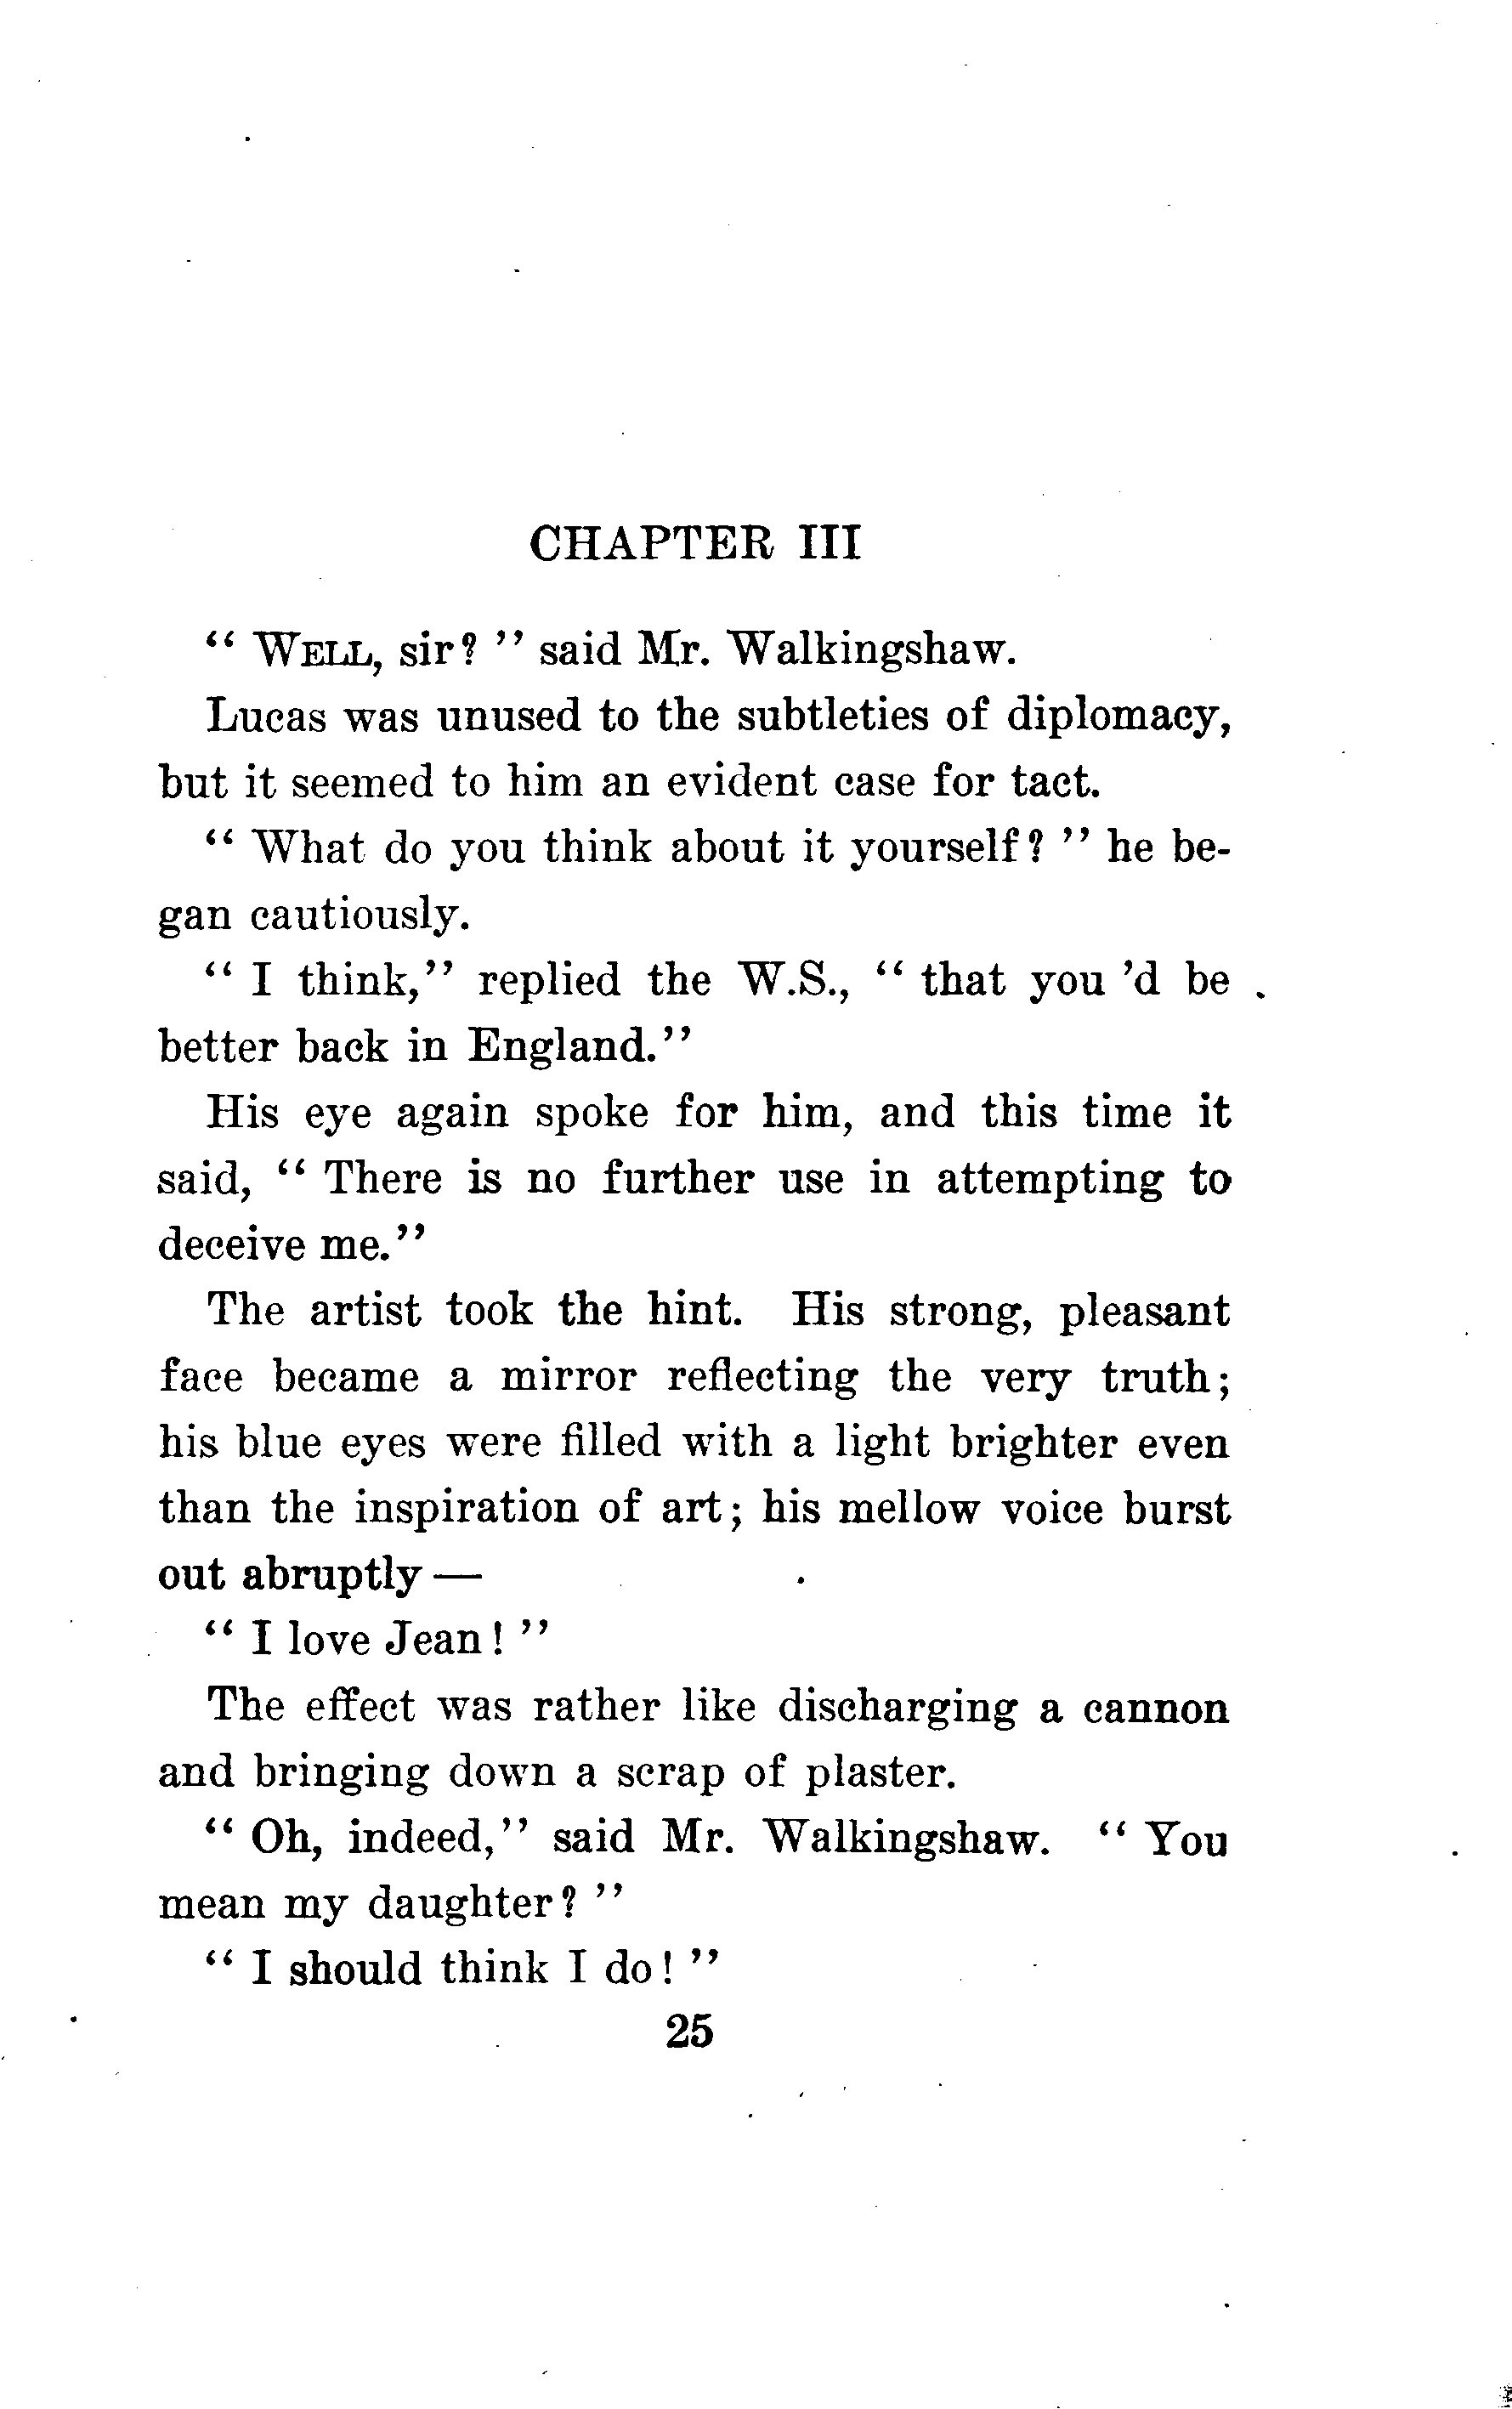 CHAPTER III
“ WELL, sir? ” said Mr. Walkingshaw.
Lucas was unused to the subtleties of diplomacy,
but it seemed to him an evident case for tact.
“ What do you think about it yourself? ” he be-
gan cautiously.
“ I think,” replied the W.S., “ that you 'd be
better back in England.”
His eye again spoke for him, and this time it
said, “ There is no further use in attempting to
deceive me.”
The artist took the hint. His strong, pleasant
face became a mirror reflecting the very truth;
his blue eyes were filled with a light brighter even
than the inspiration of art; his mellow voice burst
out abruptly —
“ I love Jean! ”
The effect was rather like discharging a cannon
and bringing down a scrap of plaster.
“ Oh, indeed,” said Mr. Walkingshaw. “ You
mean my daughter? ”
“ I should think I do! ”
25